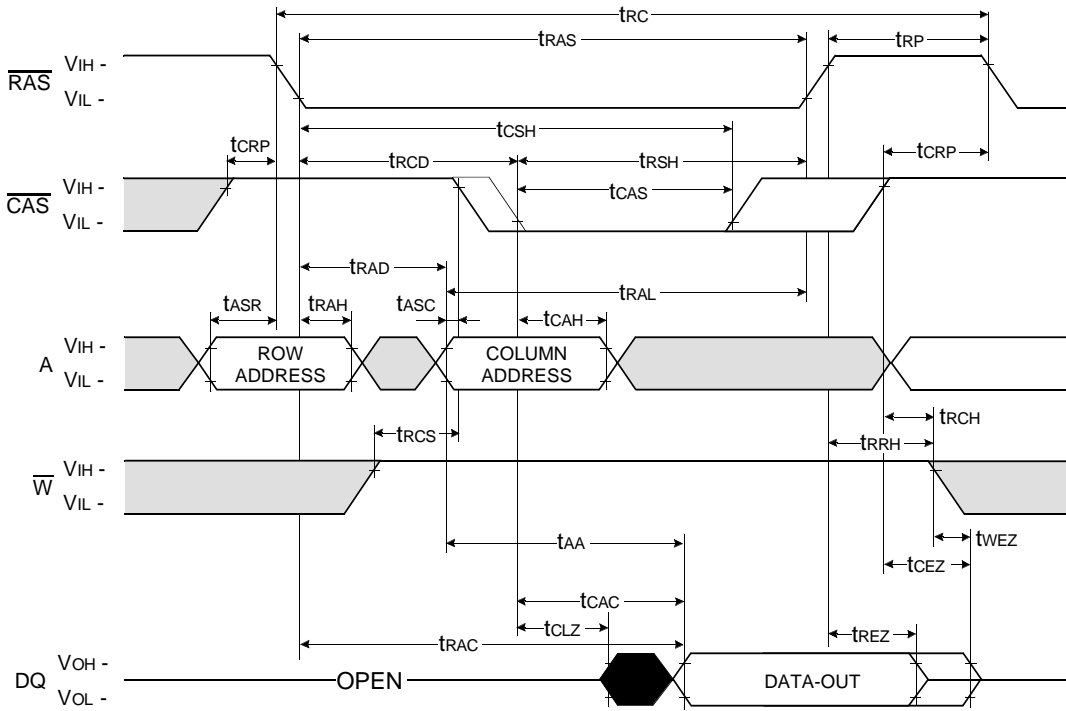 tRC
tRAS
tRP
RAS
VIH -
VIL -
tCSH
tCRP
tRCD
tRSH
tCRP
CAS
VIH -
VIL -
tCAS
tRAD
tRAL
tASR
tRAH
tASC
tCAH
A
VIH -
VIL -
ROW
ADDRESS
COLUMN
ADDRESS
tRCS
tRCH
tRRH
W
VIH -
VIL -
tAA
tWEZ
tCEZ
tCAC
tCLZ
tRAC
tREZ
DQ
VOH -
VOL -
OPEN
DATA-OUT